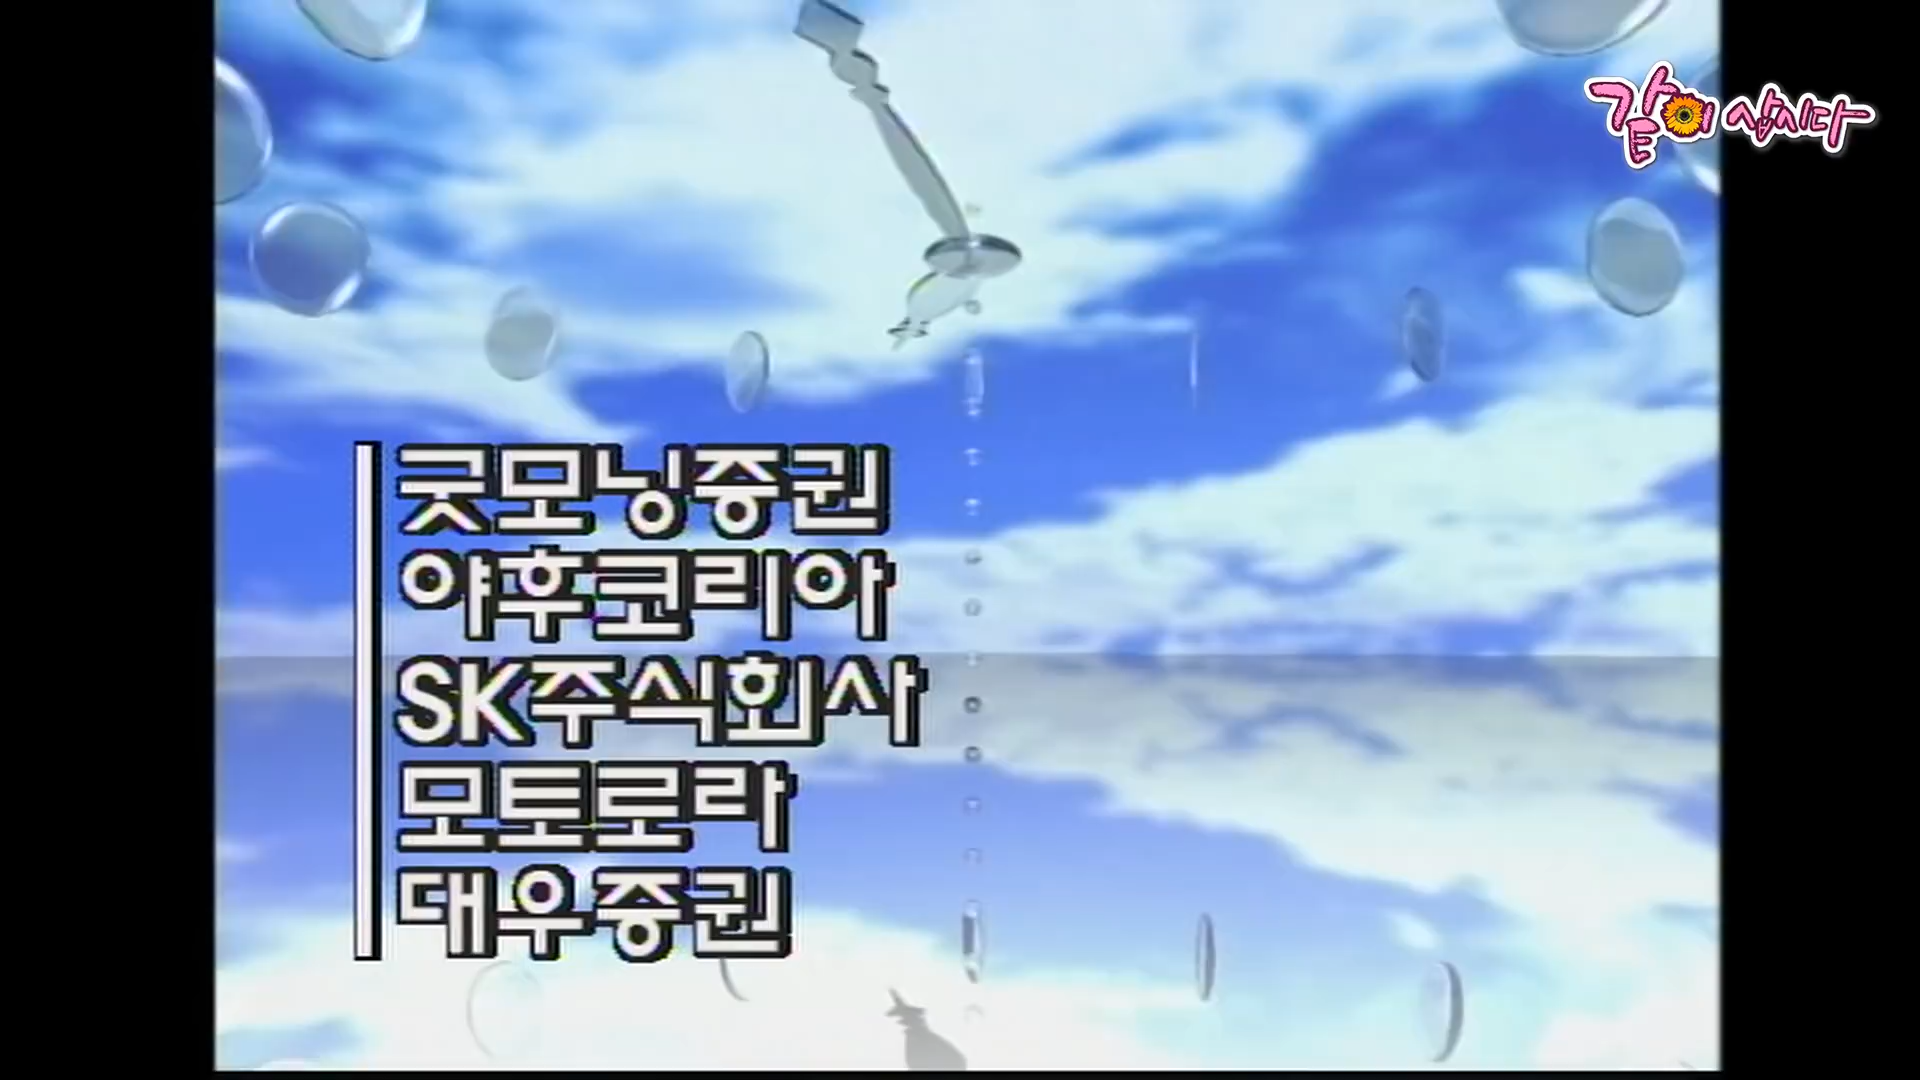 같이 삽시다
굿모닝증권
야후코리아
SK주식회사
모토로라
대우증권